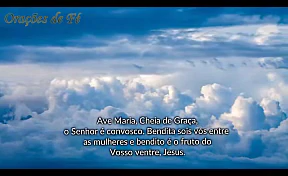 Orações de Fé
Ave Maria, Cheia de Graça,
o Senhor é convosco. Bendita sois vós entre
as mulheres e bendito é o fruto do
Vosso ventre, Jesus.